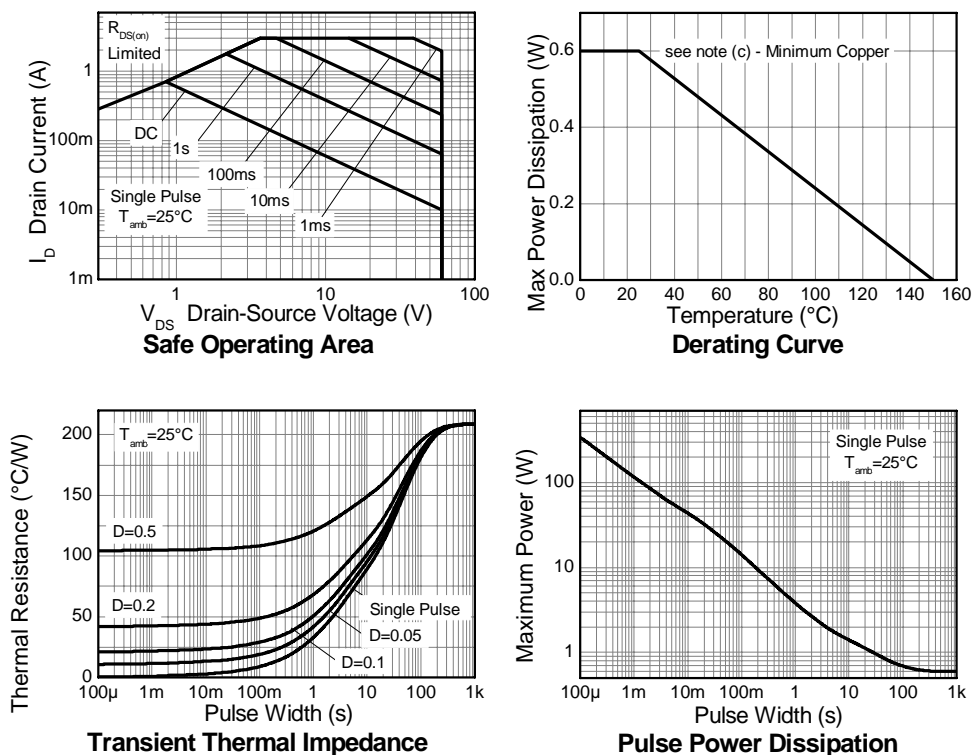 R_DS(on)
Limited
1
100m
10m
1m
DC
1s
100ms
10ms
1ms
Single Pulse
T_amb=25°C
1 10 100
I_D Drain Current (A)
V_DS Drain-Source Voltage (V)
Safe Operating Area
see note (c) - Minimum Copper
0.6
0.4
0.2
0.0
0 20 40 60 80 100 120 140 160
Max Power Dissipation (W)
Temperature (°C)
Derating Curve
T_amb=25°C
200
150
100
50
0
D=0.5
D=0.2
Single Pulse
D=0.05
D=0.1
100µ 1m 10m 100m 1 10 100 1k
Thermal Resistance (°C/W)
Pulse Width (s)
Transient Thermal Impedance
Single Pulse
T_amb=25°C
100
10
1
100µ 1m 10m 100m 1 10 100 1k
Maximum Power (W)
Pulse Width (s)
Pulse Power Dissipation